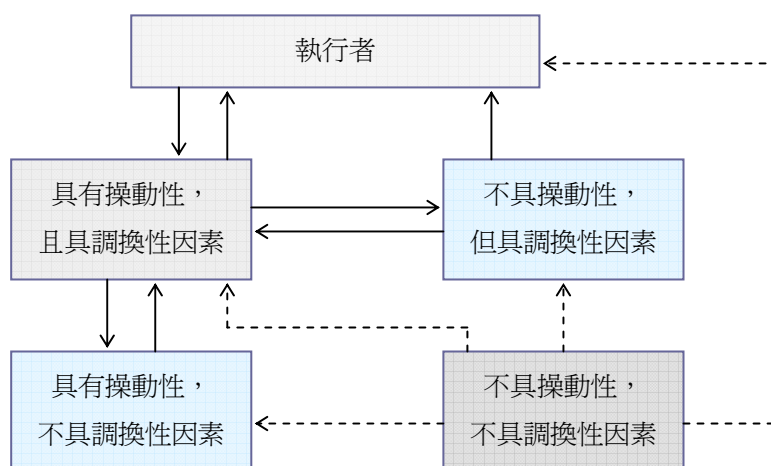 執行者
具有操動性，
且具調換性因素
不具操動性，
但具調換性因素
具有操動性，
不具調換性因素
不具操動性，
不具調換性因素